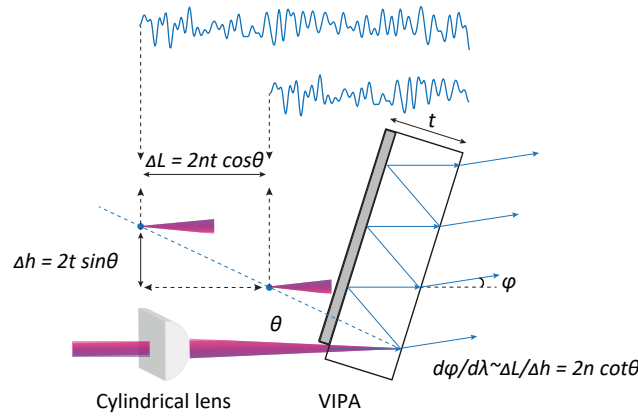 t
ΔL = 2nt cosθ
Δh = 2t sinθ
φ
θ
dφ/dλ~ΔL/Δh = 2n cotθ
Cylindrical lens
VIPA